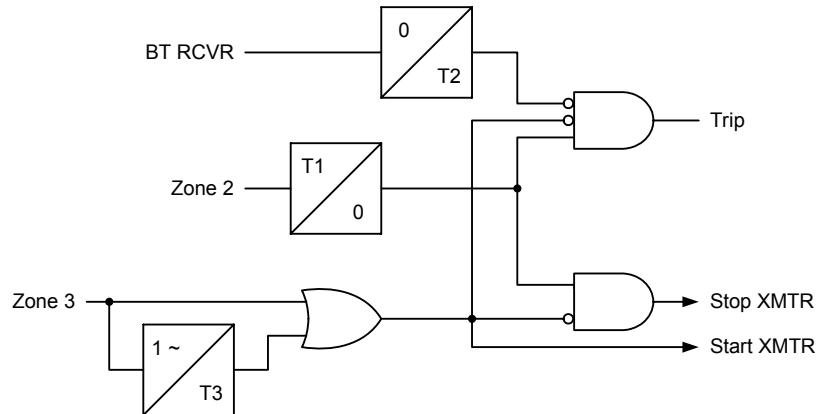 BT RCVR
0
T2
Trip
Zone 2
T1
0
Zone 3
1 ~
T3
Stop XMTR
Start XMTR